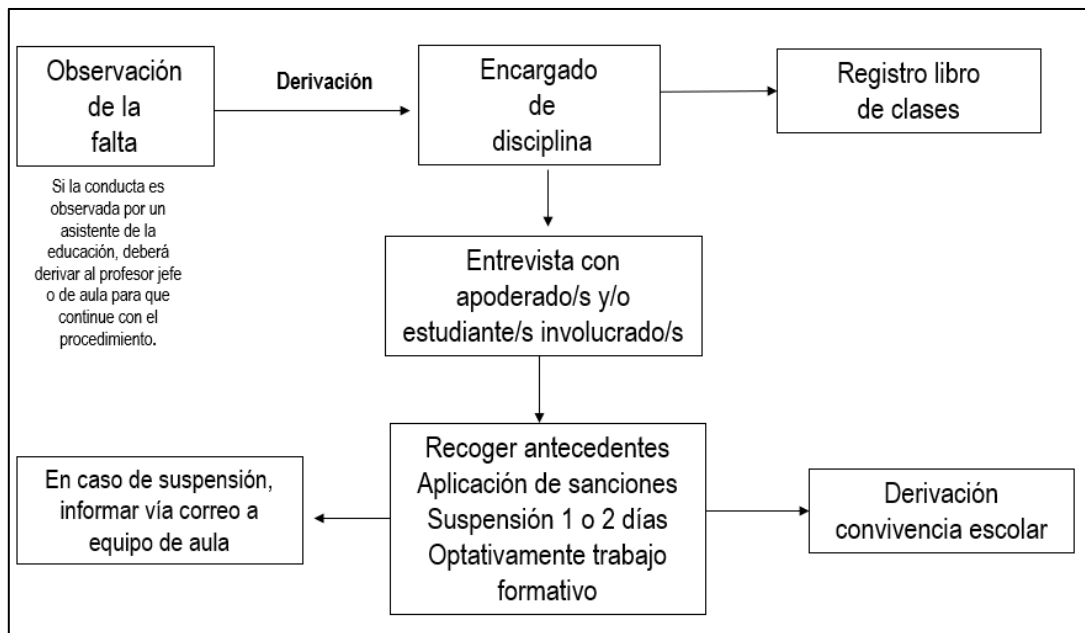 Observación
de la
falta
Derivación
Encargado
de
disciplina
Registro libro
de clases
Si la conducta es
observada por un
asistente de la
educación, deberá
derivar al profesor jefe
o de aula para que
continue con el
procedimiento.
Entrevista con
apoderado/s y/o
estudiante/s involucrado/s
En caso de suspensión,
informar vía correo a
equipo de aula
Recoger antecedentes
Aplicación de sanciones
Suspensión 1 o 2 días
Optativamente trabajo
formativo
Derivación
convivencia escolar